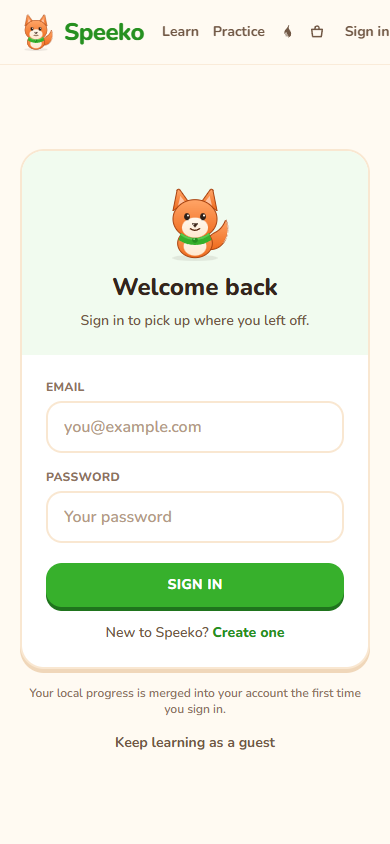 Speeko Learn Practice Sign in
Welcome back
Sign in to pick up where you left off.
EMAIL
you@example.com
PASSWORD
Your password
SIGN IN
New to Speeko? Create one
Your local progress is merged into your account the first time
you sign in.
Keep learning as a guest